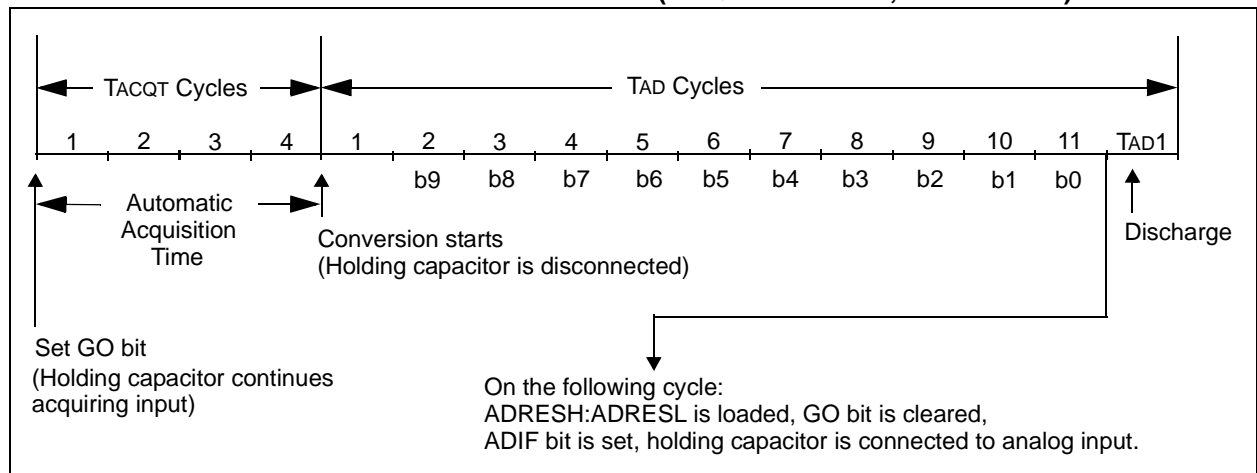 TACQT Cycles TAD Cycles
1 2 3 4 1 2 3 4 5 6 7 8 9 10 11 TAD1
b9 b8 b7 b6 b5 b4 b3 b2 b1 b0
Automatic
Acquisition
Time
Conversion starts
(Holding capacitor is disconnected)
Discharge
Set GO bit
(Holding capacitor continues
acquiring input)
On the following cycle:
ADRESH:ADRESL is loaded, GO bit is cleared,
ADIF bit is set, holding capacitor is connected to analog input.